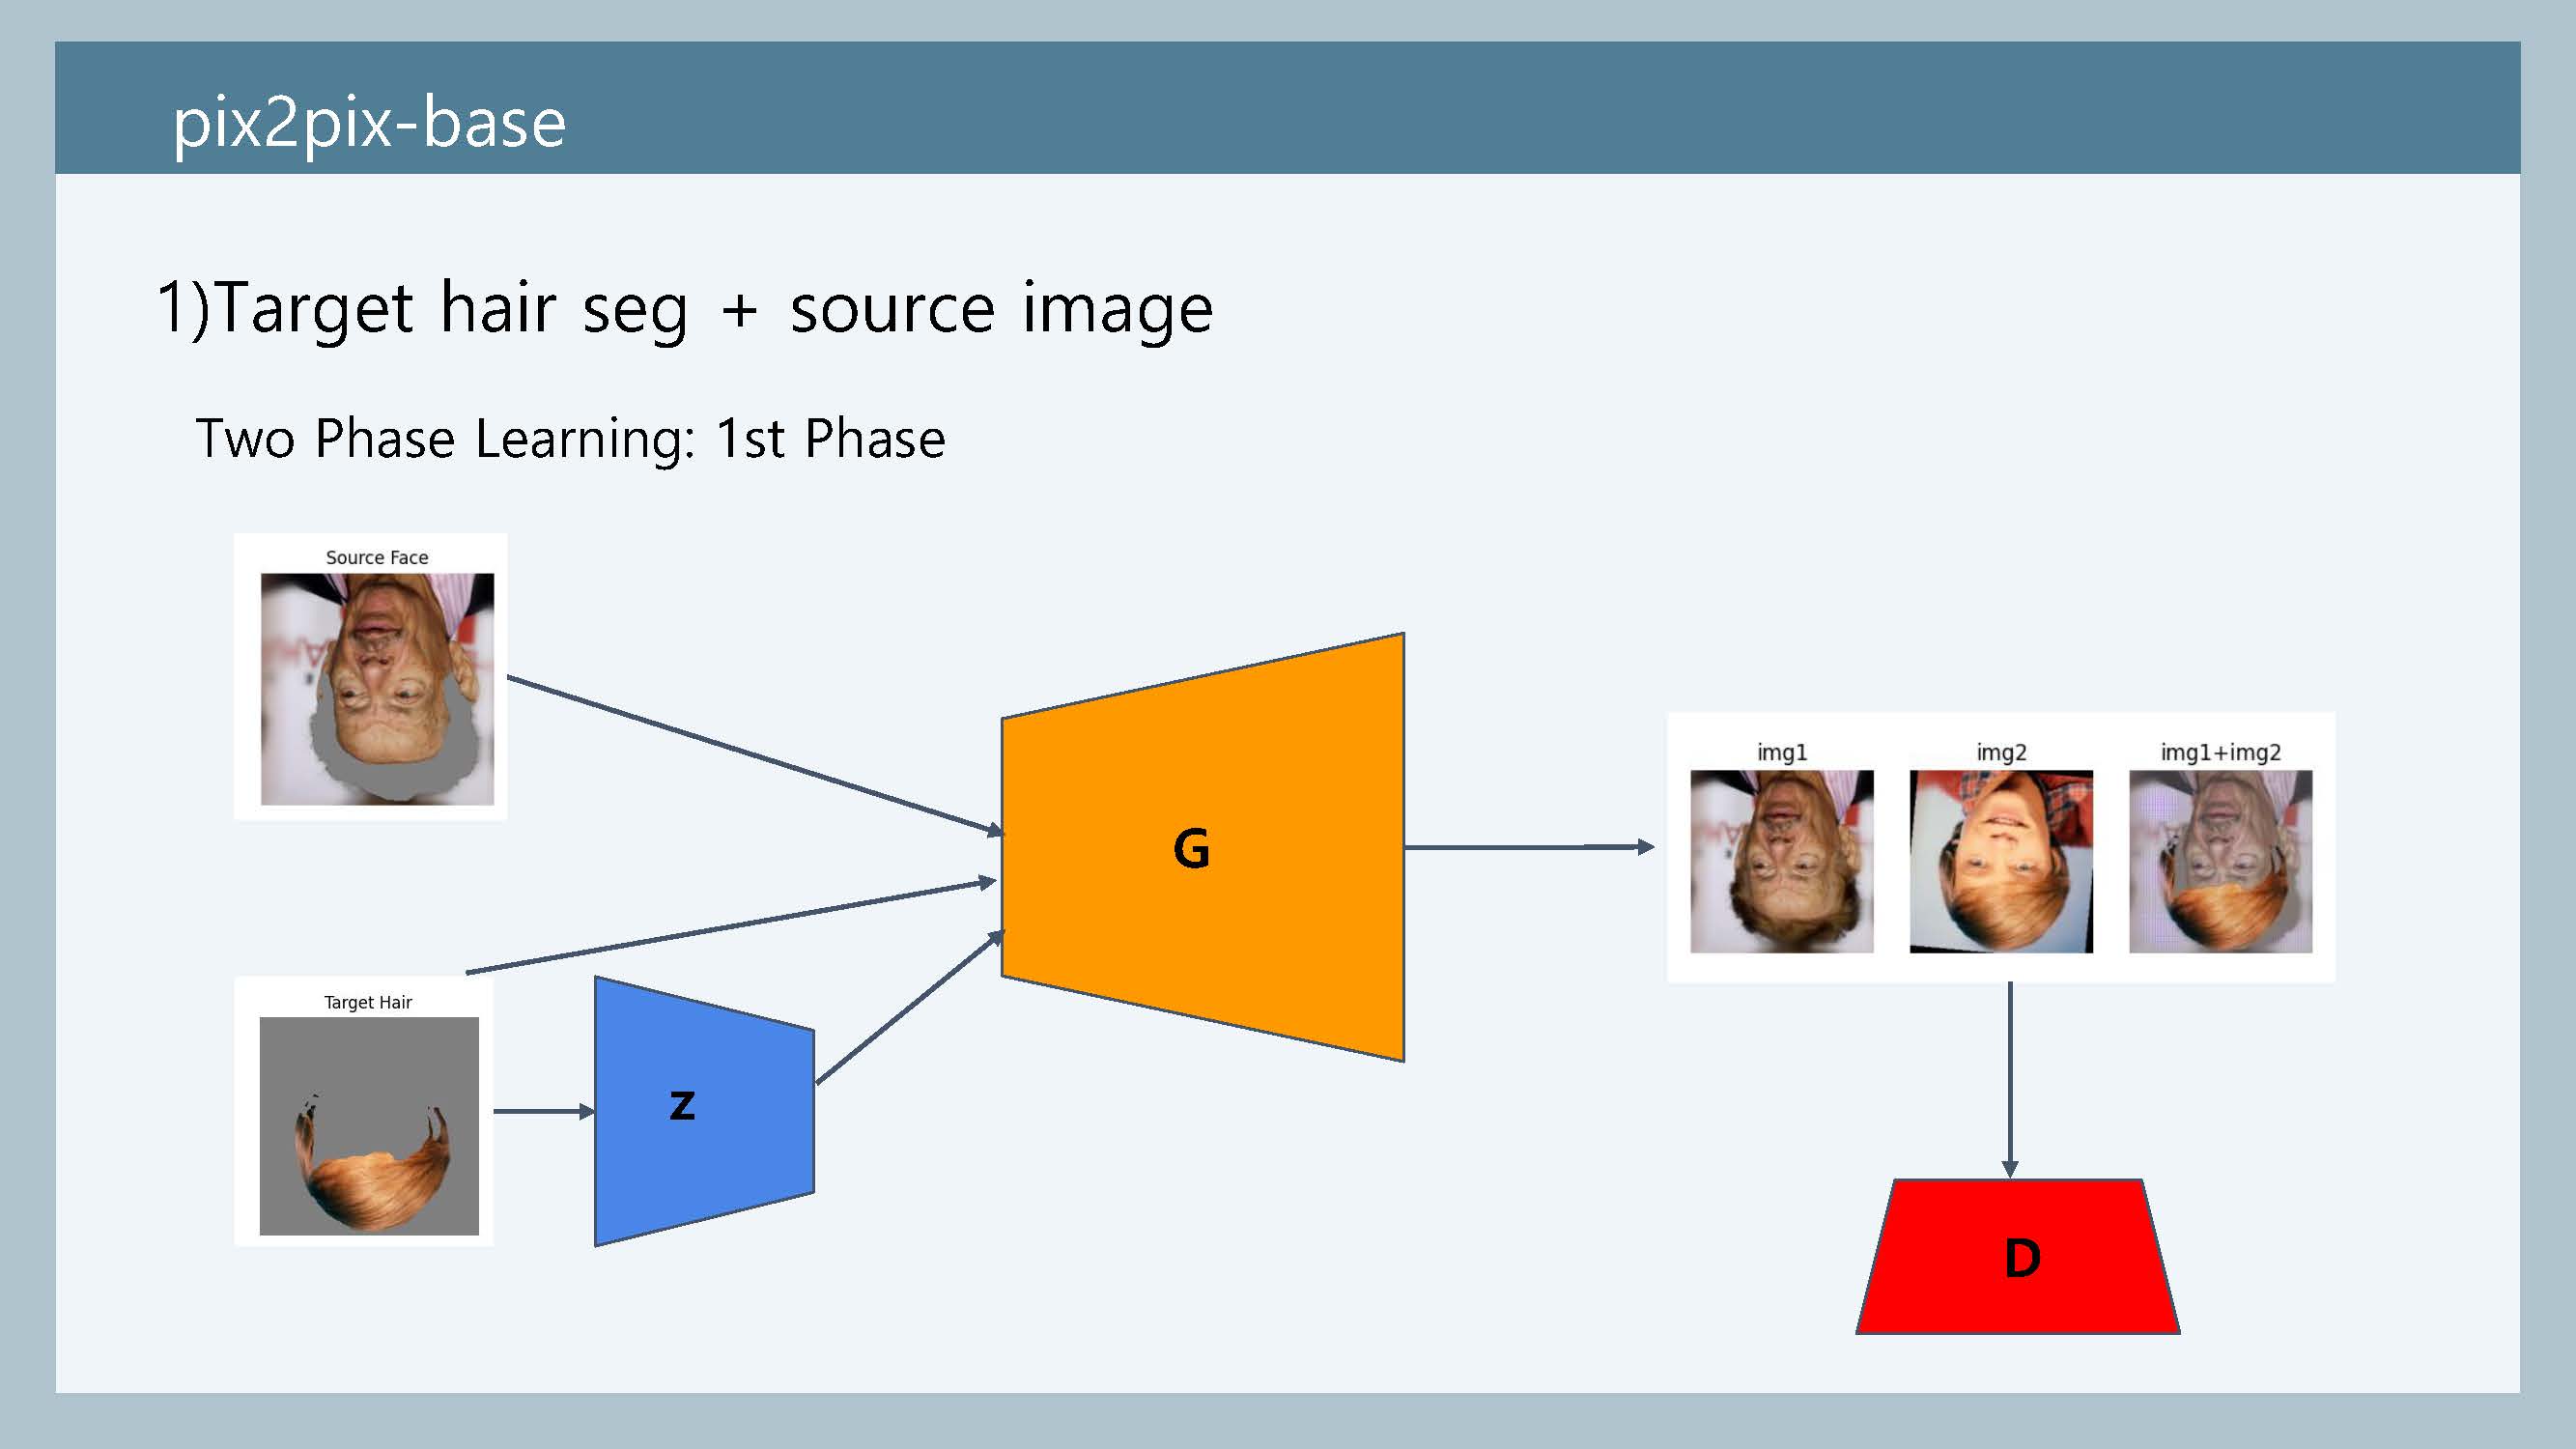 pix2pix-base
1)Target hair seg + source image
Two Phase Learning: 1st Phase
Source Face
G
img1
img2
img1+img2
Target Hair
z
D